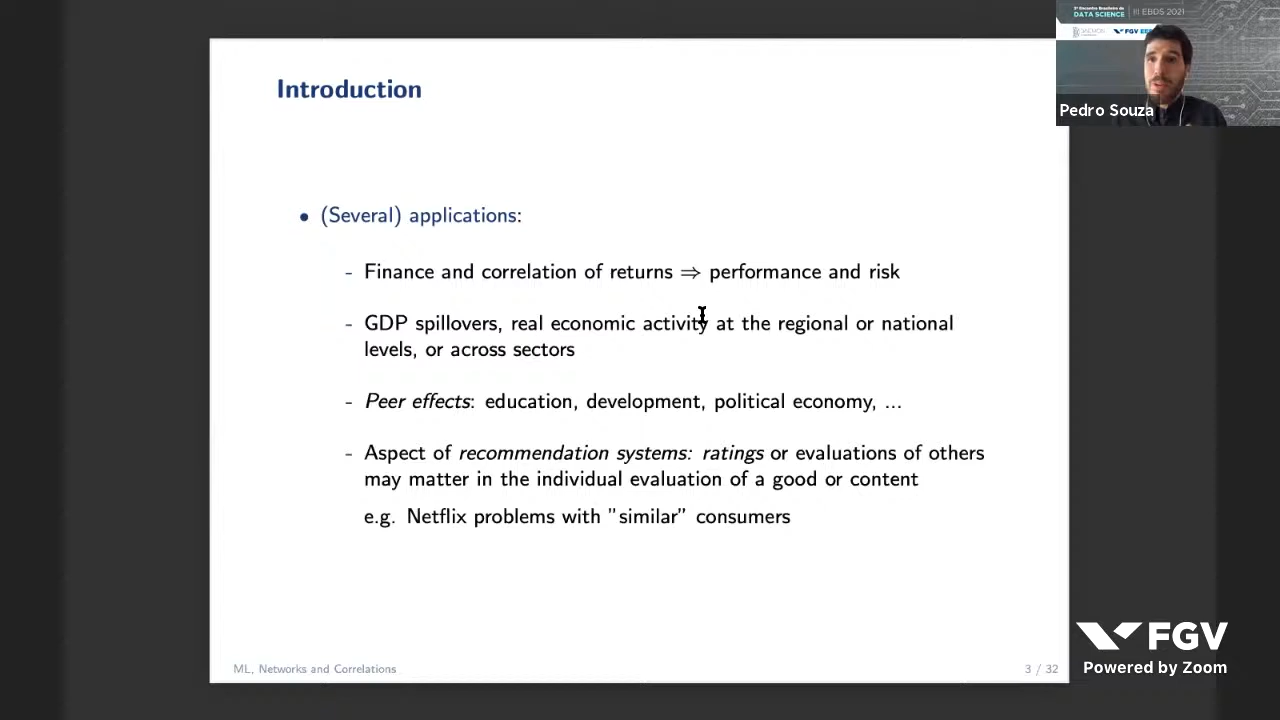 Introduction
• (Several) applications:
- Finance and correlation of returns ⇒ performance and risk
- GDP spillovers, real economic activity at the regional or national
levels, or across sectors
- Peer effects: education, development, political economy, ...
- Aspect of recommendation systems: ratings or evaluations of others
may matter in the individual evaluation of a good or content
e.g. Netflix problems with "similar" consumers
ML, Networks and Correlations
3 / 32
DATA SCIENCE
III EBDS 2021
FGV
Pedro Souza
FGV
Powered by Zoom